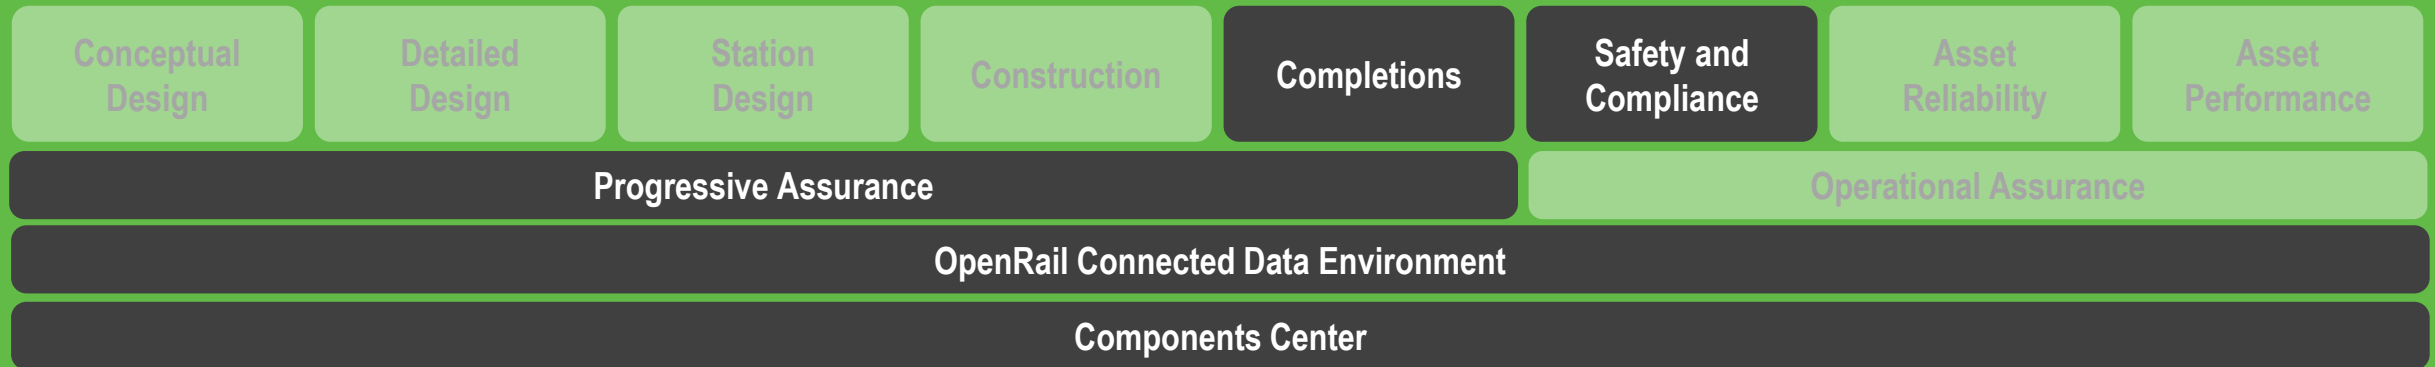 Conceptual
Design
Detailed
Design
Station
Design
Construction
Completions
Safety and
Compliance
Asset
Reliability
Asset
Performance
Progressive Assurance
Operational Assurance
OpenRail Connected Data Environment
Components Center